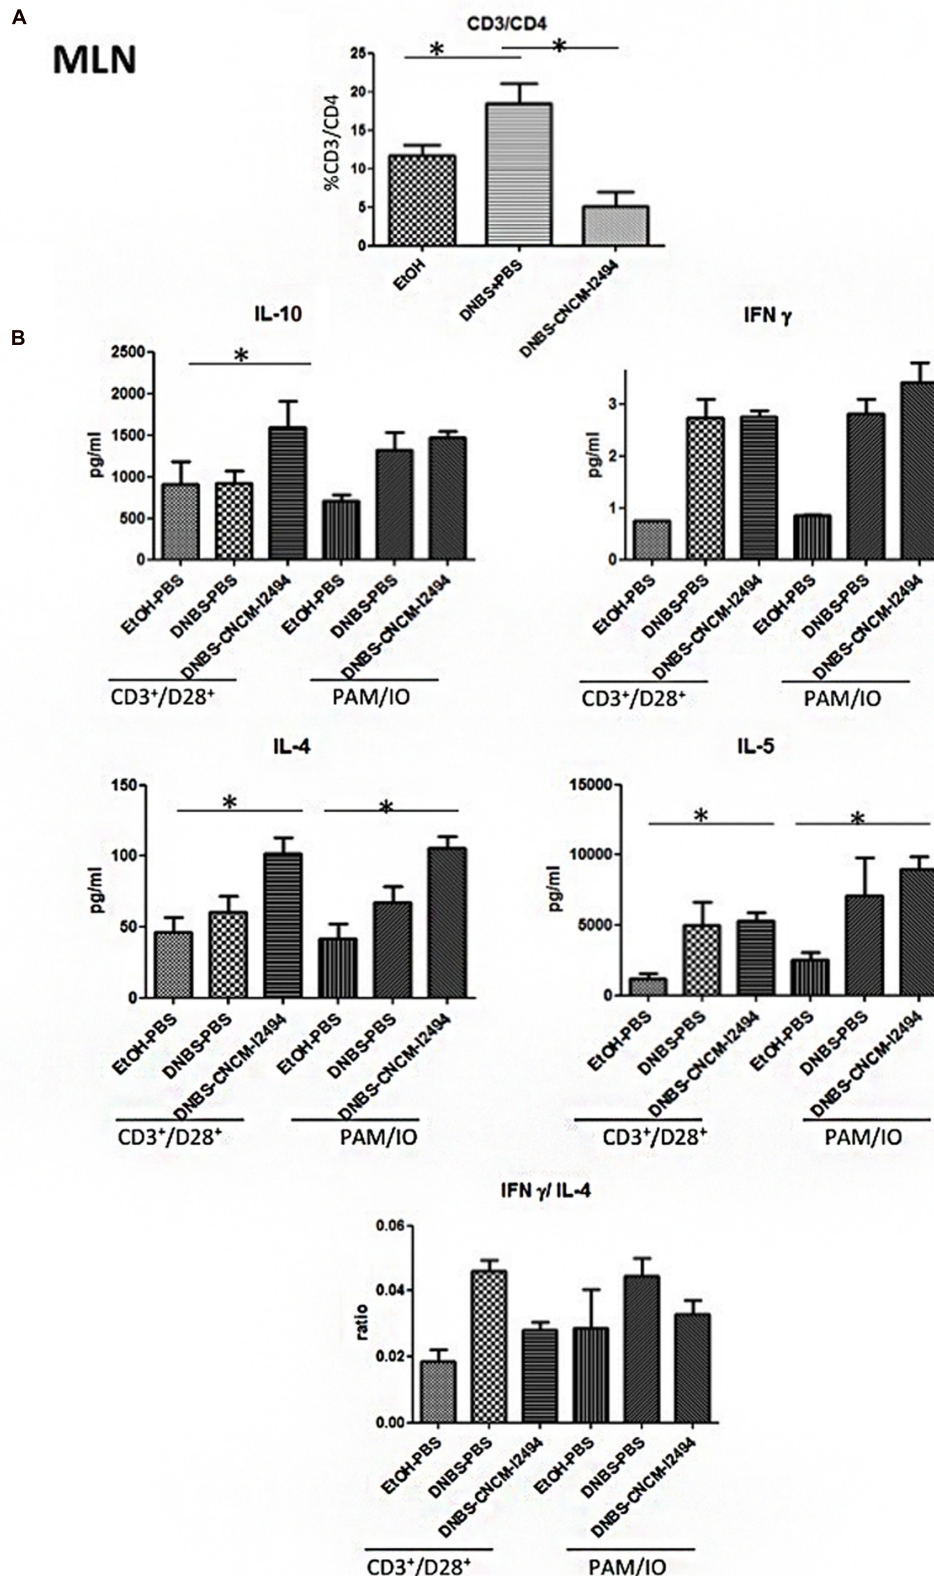 A
MLN
CD3/CD4
*
*
25
20
15
10
5
0
%CD3/CD4
EtOH
DNBS+PBS
DNBS-CNCM-I2494
B
IL-10
*
2500
2000
1500
1000
500
0
pg/ml
EtOH-PBS
DNBS-PBS
DNBS-CNCM-I2494
EtOH-PBS
DNBS-PBS
DNBS-CNCM-I2494
CD3⁺/D28⁺
PAM/IO
IFN γ
3
2
1
0
pg/ml
EtOH-PBS
DNBS-PBS
DNBS-CNCM-I2494
EtOH-PBS
DNBS-PBS
DNBS-CNCM-I2494
CD3⁺/D28⁺
PAM/IO
IL-4
*
*
150
100
50
0
pg/ml
EtOH-PBS
DNBS-PBS
DNBS-CNCM-I2494
EtOH-PBS
DNBS-PBS
DNBS-CNCM-I2494
CD3⁺/D28⁺
PAM/IO
IL-5
*
*
15000
10000
5000
0
pg/ml
EtOH-PBS
DNBS-PBS
DNBS-CNCM-I2494
EtOH-PBS
DNBS-PBS
DNBS-CNCM-I2494
CD3⁺/D28⁺
PAM/IO
IFN γ/ IL-4
0.06
0.04
0.02
0.00
ratio
EtOH-PBS
DNBS-PBS
DNBS-CNCM-I2494
EtOH-PBS
DNBS-PBS
DNBS-CNCM-I2494
CD3⁺/D28⁺
PAM/IO